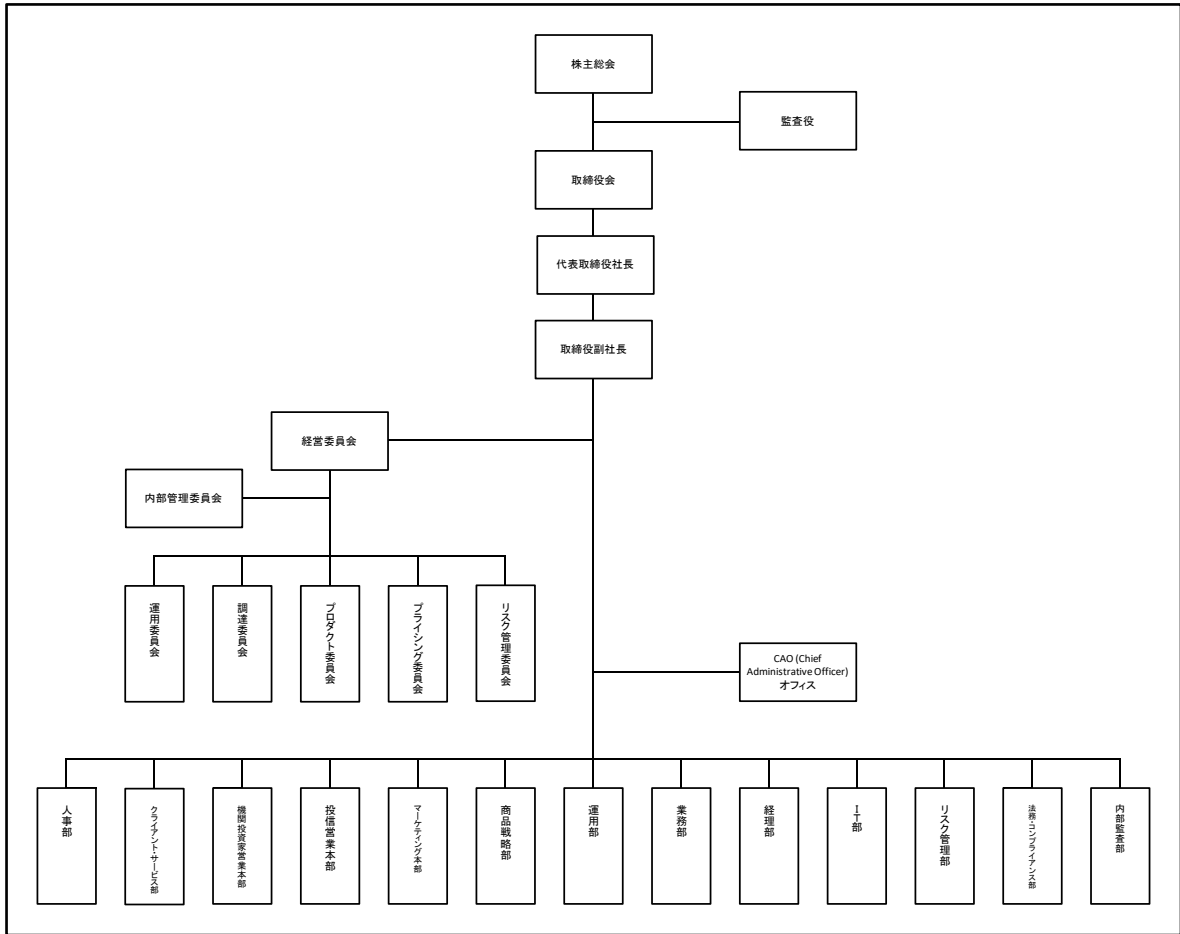 株主総会
監査役
取締役会
代表取締役社長
取締役副社長
経営委員会
内部管理委員会
運用委員会
調達委員会
プロダクト委員会
プライシング委員会
リスク管理委員会
CAO (Chief
Administrative Officer)
オフィス
人事部
クライアント・サービス部
機関投資家営業本部
投信営業本部
マーケティング本部
商品戦略部
運用部
業務部
経理部
IT部
リスク管理部
法務・コンプライアンス部
内部監査部